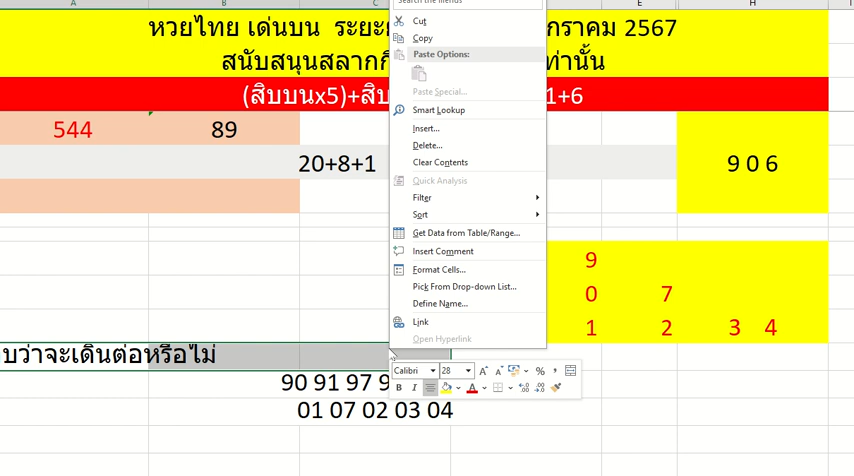 A B C E H
หวยไทย เด่นบน ระยะ กราคม 2567
สนับสนุนสลาก ท่านั้น
(สิบบนx5)+สิบ 1+6
544 89
20+8+1
9 0 6
9
0 7
1 2 3 4
บว่าจะเดินต่อหรือไม่
90 91 97 9
01 07 02 03 04
Search the menus
Cut
Copy
Paste Options:
Paste Special...
Smart Lookup
Insert...
Delete...
Clear Contents
Quick Analysis
Filter
Sort
Get Data from Table/Range...
Insert Comment
Format Cells...
Pick From Drop-down List...
Define Name...
Link
Open Hyperlink
Calibri 28 A A % ,
B I A .00 .00